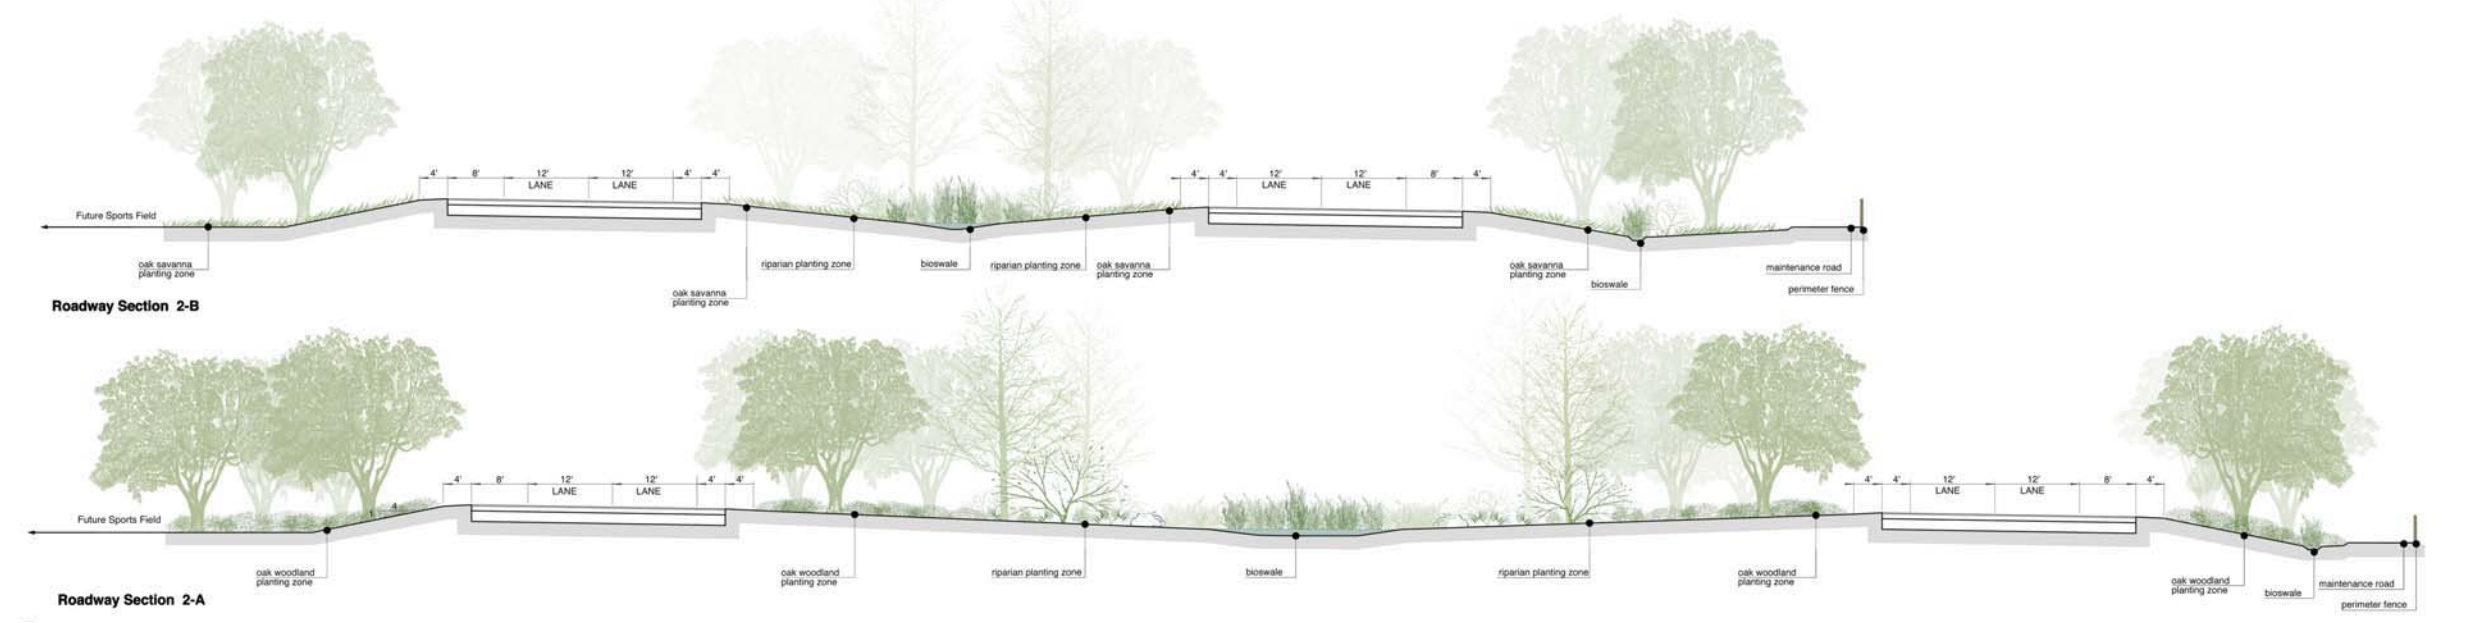 4' 8' 12' 12' 4' 4' 4' 4' 12' 12' 8' 4'
LANE LANE LANE LANE
Future Sports Field
oak savanna
planting zone
oak savanna
planting zone
riparian planting zone
bioswale
riparian planting zone
oak savanna
planting zone
oak savanna
planting zone
bioswale
maintenance road
perimeter fence
Roadway Section 2-B
4' 8' 12' 12' 4' 4' 4' 4' 12' 12' 8' 4'
LANE LANE LANE LANE
1 4
Future Sports Field
oak woodland
planting zone
oak woodland
planting zone
riparian planting zone
bioswale
riparian planting zone
oak woodland
planting zone
oak woodland
planting zone
bioswale
maintenance road
perimeter fence
Roadway Section 2-A